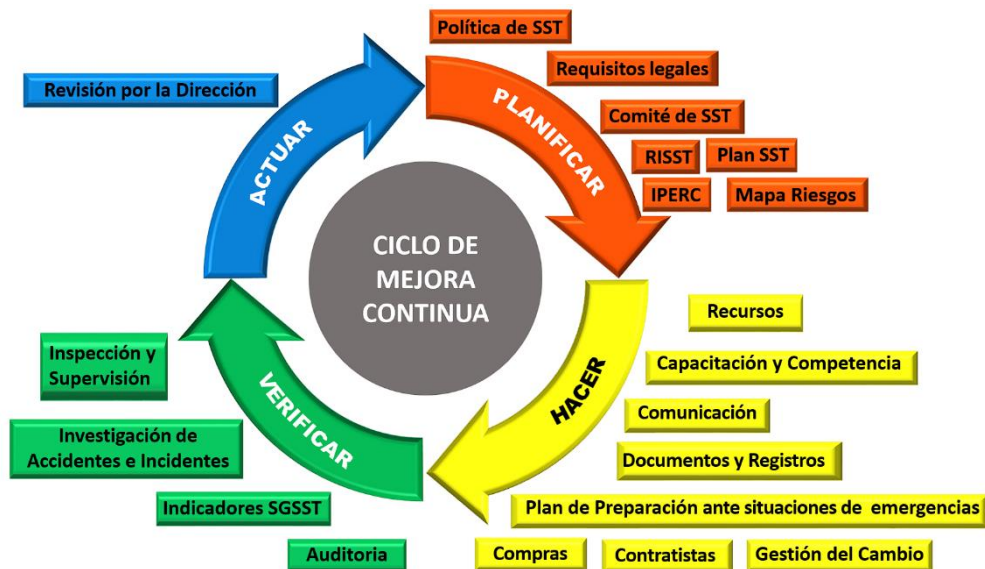 Política de SST
Requisitos legales
Comité de SST
RISST
Plan SST
IPERC
Mapa Riesgos
PLANIFICAR
Recursos
Capacitación y Competencia
Comunicación
Documentos y Registros
Plan de Preparación ante situaciones de emergencias
Compras
Contratistas
Gestión del Cambio
HACER
Inspección y
Supervisión
Investigación de
Accidentes e Incidentes
Indicadores SGSST
Auditoria
VERIFICAR
Revisión por la Dirección
ACTUAR
CICLO DE
MEJORA
CONTINUA